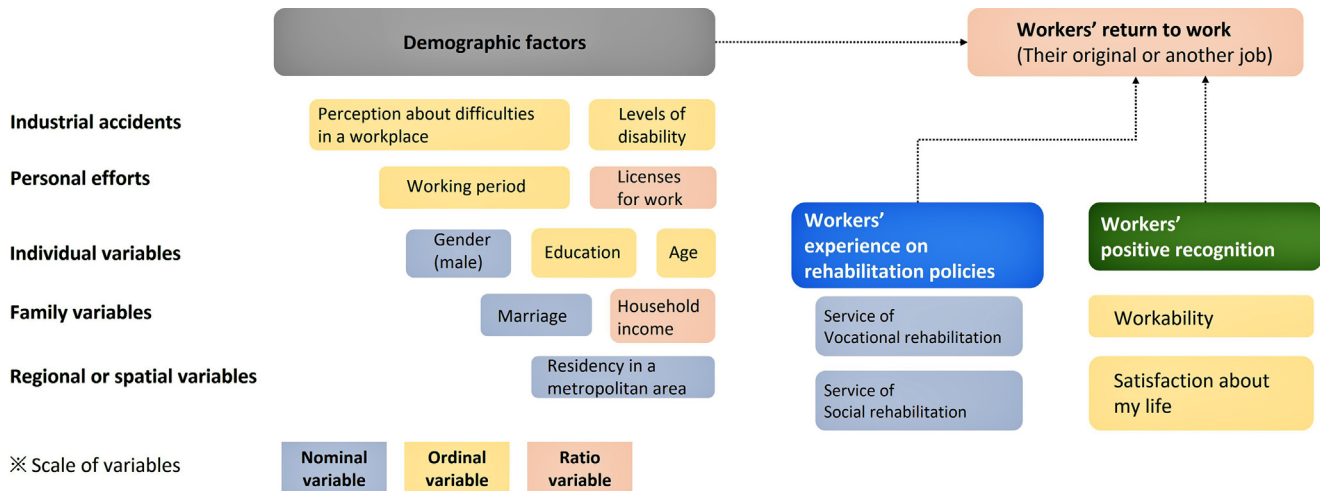 Demographic factors
Workers' return to work
(Their original or another job)
Industrial accidents
Perception about difficulties
in a workplace
Levels of
disability
Personal efforts
Working period
Licenses
for work
Individual variables
Gender
(male)
Education
Age
Family variables
Marriage
Household
income
Regional or spatial variables
Residency in a
metropolitan area
Workers'
experience on
rehabilitation policies
Service of
Vocational rehabilitation
Service of
Social rehabilitation
Workers'
positive recognition
Workability
Satisfaction about
my life
※ Scale of variables
Nominal
variable
Ordinal
variable
Ratio
variable